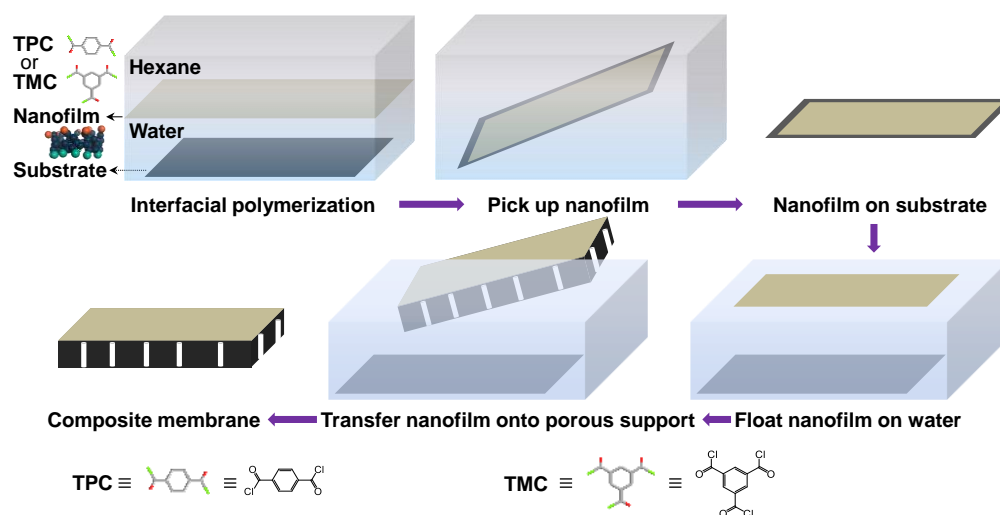 TPC
or
TMC
Hexane
Nanofilm
Water
Substrate
Interfacial polymerization
Pick up nanofilm
Nanofilm on substrate
Composite membrane
Transfer nanofilm onto porous support
Float nanofilm on water
TPC ≡ ≡ O Cl Cl O
TMC ≡ ≡ Cl Cl O O O Cl